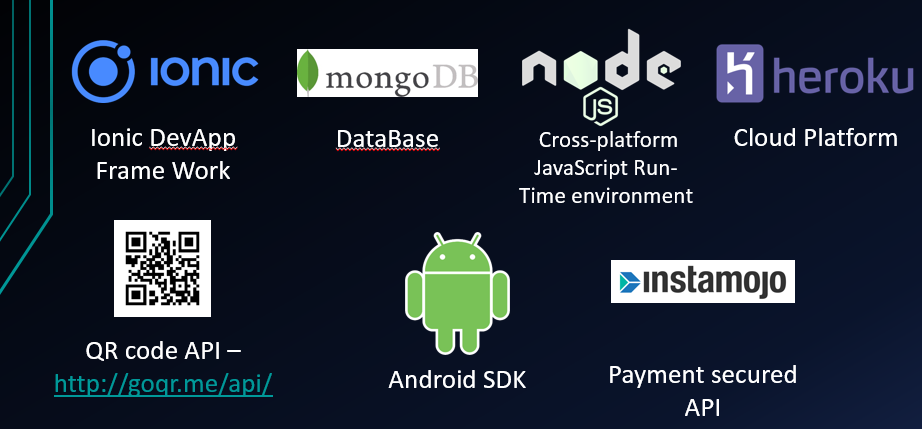 IONIC
mongoDB
node
JS
heroku
Ionic DevApp
Frame Work
DataBase
Cross-platform
JavaScript Run-
Time environment
Cloud Platform
QR code API –
http://goqr.me/api/
Android SDK
instamojo
Payment secured
API